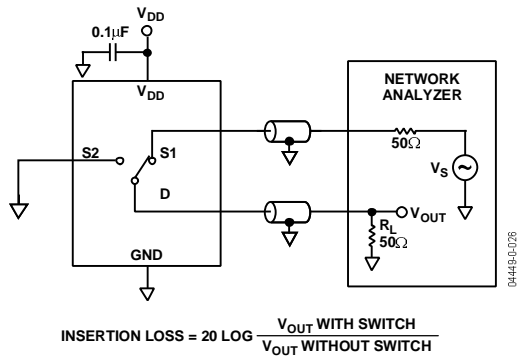 VDD
0.1μF
VDD
NETWORK
ANALYZER
S2
S1
50Ω
VS
D
VOUT
RL
50Ω
GND
04449-0-026
INSERTION LOSS = 20 LOG VOUT WITH SWITCH
VOUT WITHOUT SWITCH